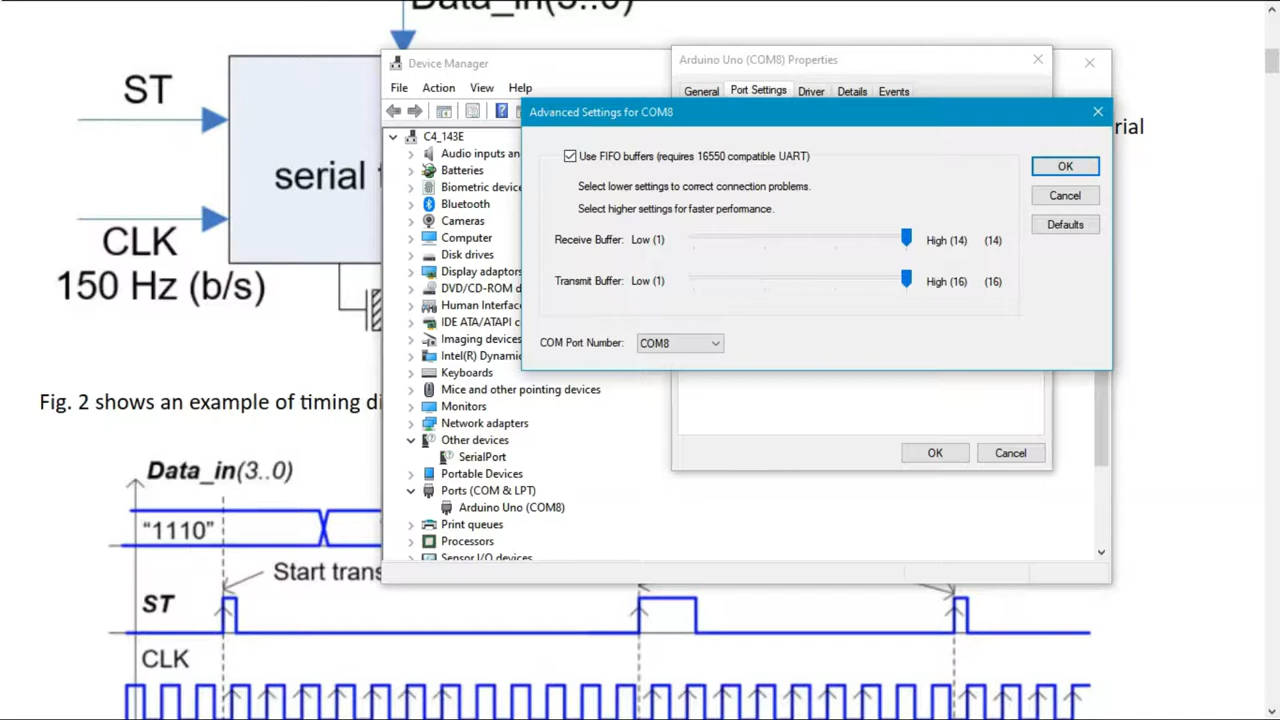 Data_in(3..0)
ST
serial
CLK
150 Hz (b/s)
rial
Device Manager
File Action View Help
C4_143E
Audio inputs an
Batteries
Biometric device
Bluetooth
Cameras
Computer
Disk drives
Display adaptors
DVD/CD-ROM d
Human Interface
IDE ATA/ATAPI c
Imaging devices
Intel(R) Dynamic
Keyboards
Mice and other pointing devices
Monitors
Network adapters
Other devices
SerialPort
Portable Devices
Ports (COM & LPT)
Arduino Uno (COM8)
Print queues
Processors
Sensor I/O devices
Arduino Uno (COM8) Properties
General Port Settings Driver Details Events
Advanced Settings for COM8
Use FIFO buffers (requires 16550 compatible UART)
OK
Select lower settings to correct connection problems.
Cancel
Select higher settings for faster performance.
Defaults
Receive Buffer: Low (1) High (14) (14)
Transmit Buffer: Low (1) High (16) (16)
COM Port Number: COM8
OK Cancel
Fig. 2 shows an example of timing di
Data_in(3..0)
“1110”
Start trans
ST
CLK